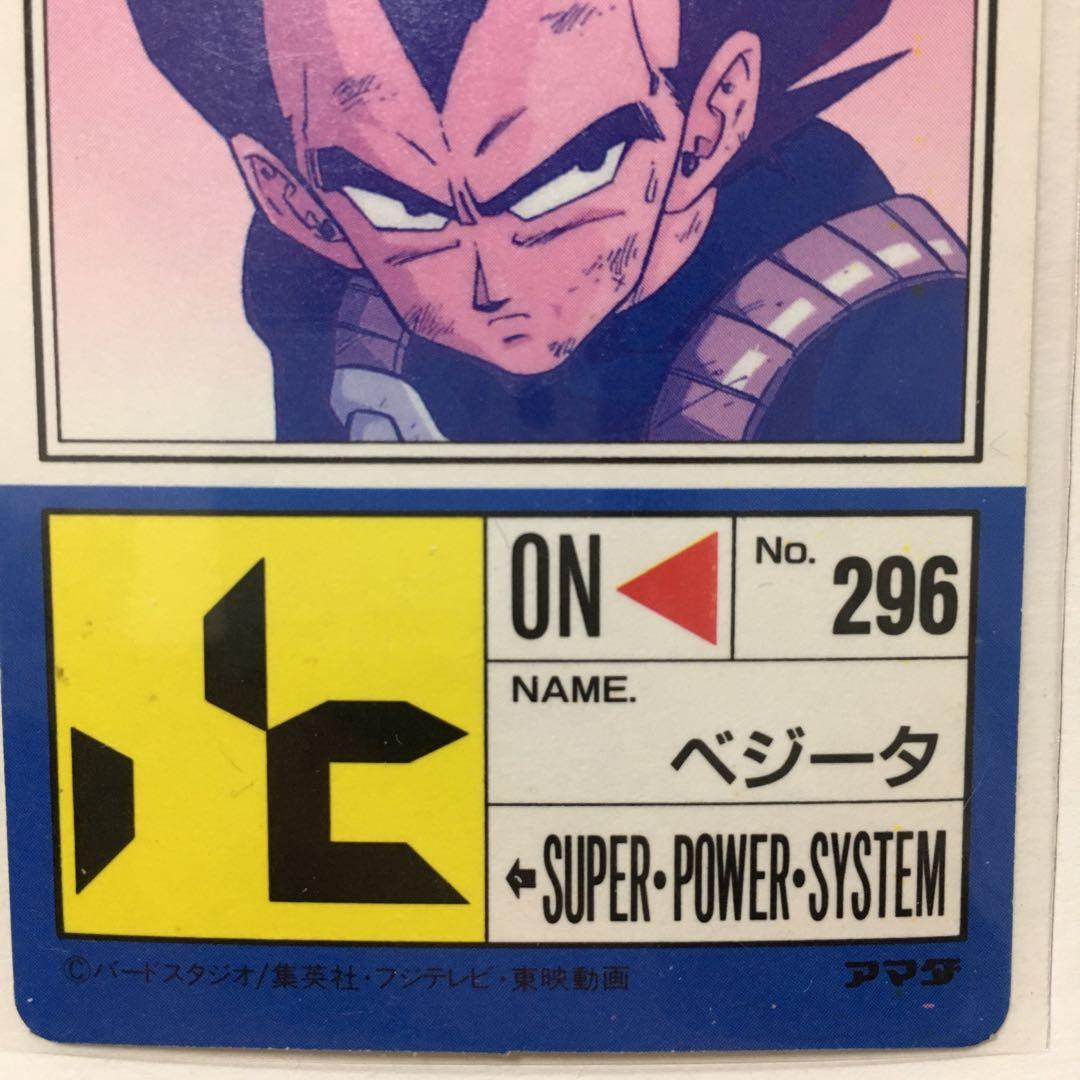 ON
No. 296
NAME.
ベジータ
SUPER・POWER・SYSTEM
©バードスタジオ/集英社・フジテレビ・東映動画
アマダ